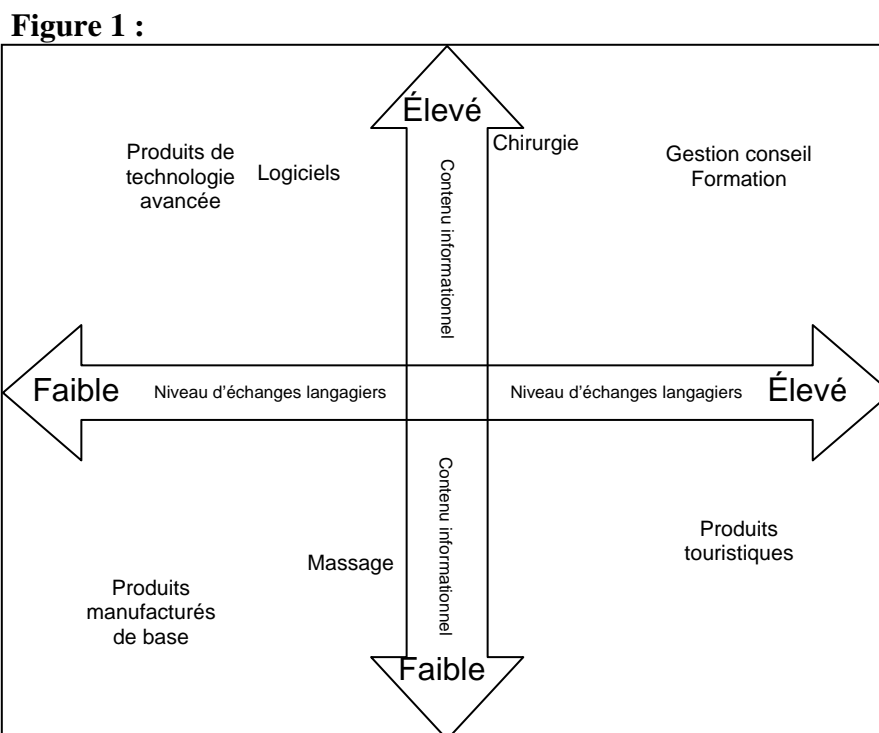 Figure 1 :
Élevé
Chirurgie
Produits de
technologie
avancée
Logiciels
Gestion conseil
Formation
Contenu informationnel
Faible
Niveau d'échanges langagiers
Niveau d'échanges langagiers
Élevé
Contenu informationnel
Produits
touristiques
Massage
Produits
manufacturés
de base
Faible